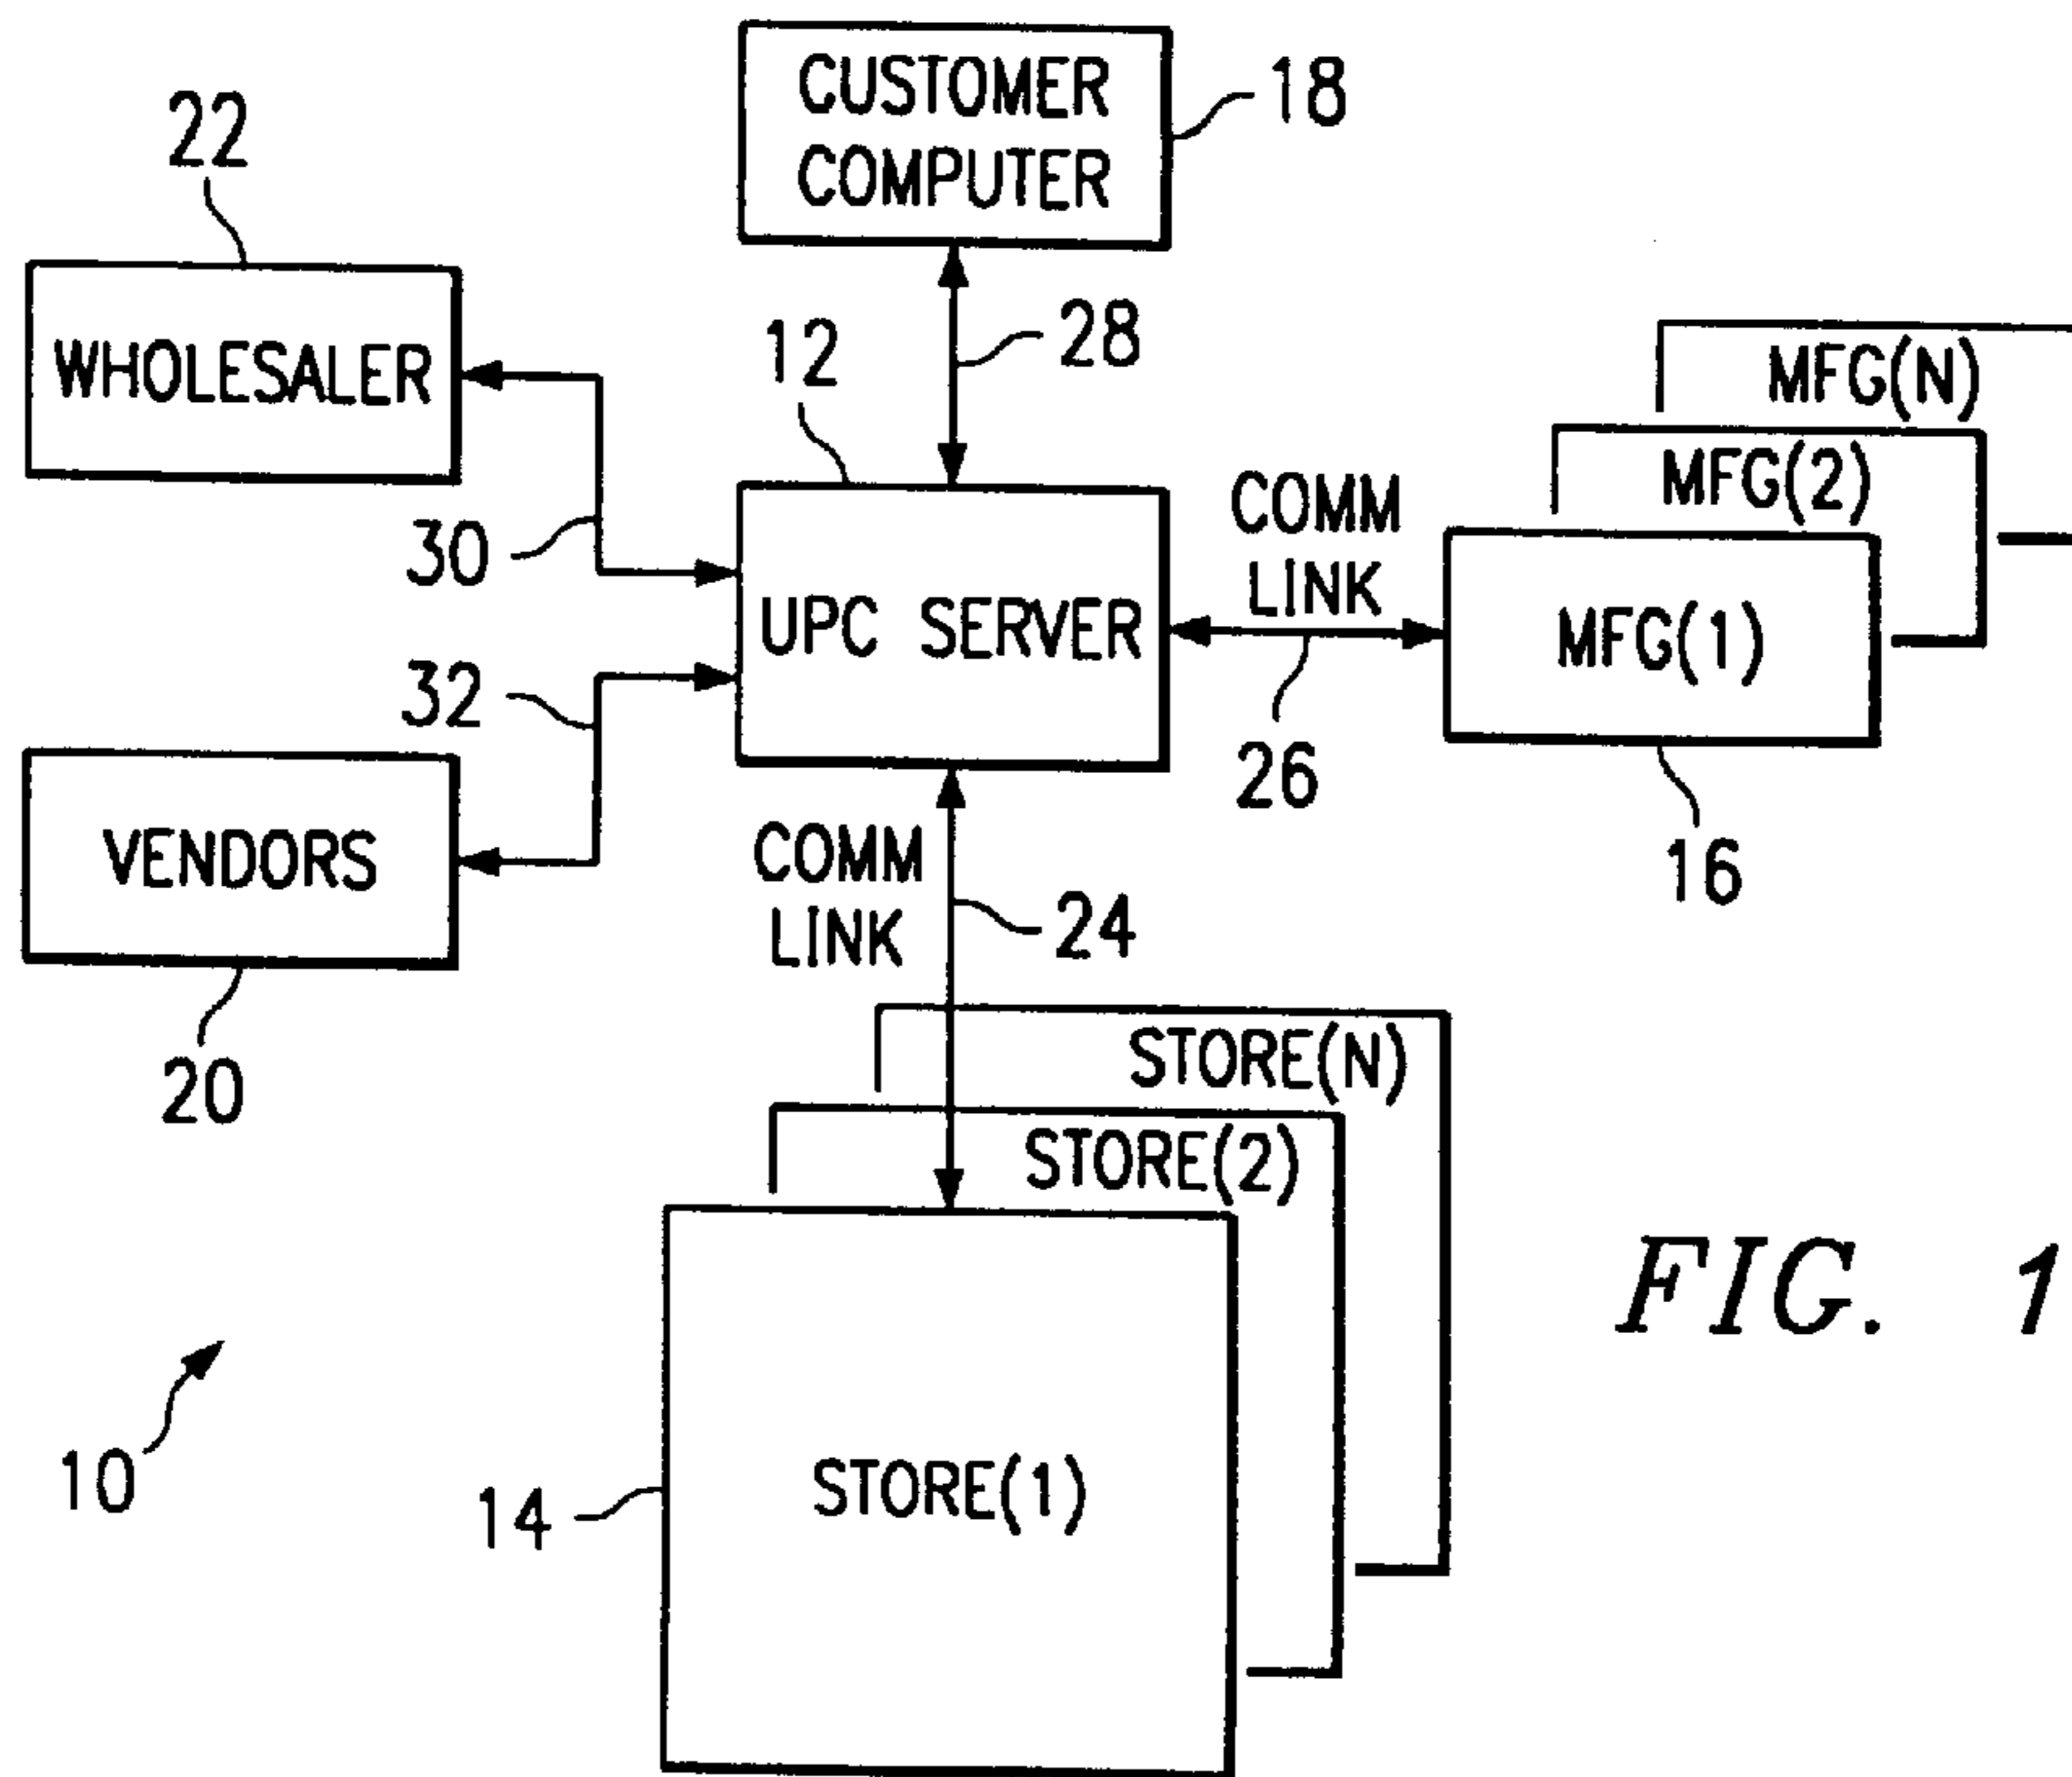 CUSTOMER
COMPUTER
18
22
WHOLESALER
12
28
MFG(N)
MFG(2)
MFG(1)
COMM
LINK
30
UPC SERVER
32
26
16
VENDORS
COMM
LINK
24
20
STORE(N)
STORE(2)
STORE(1)
14
10
FIG. 1